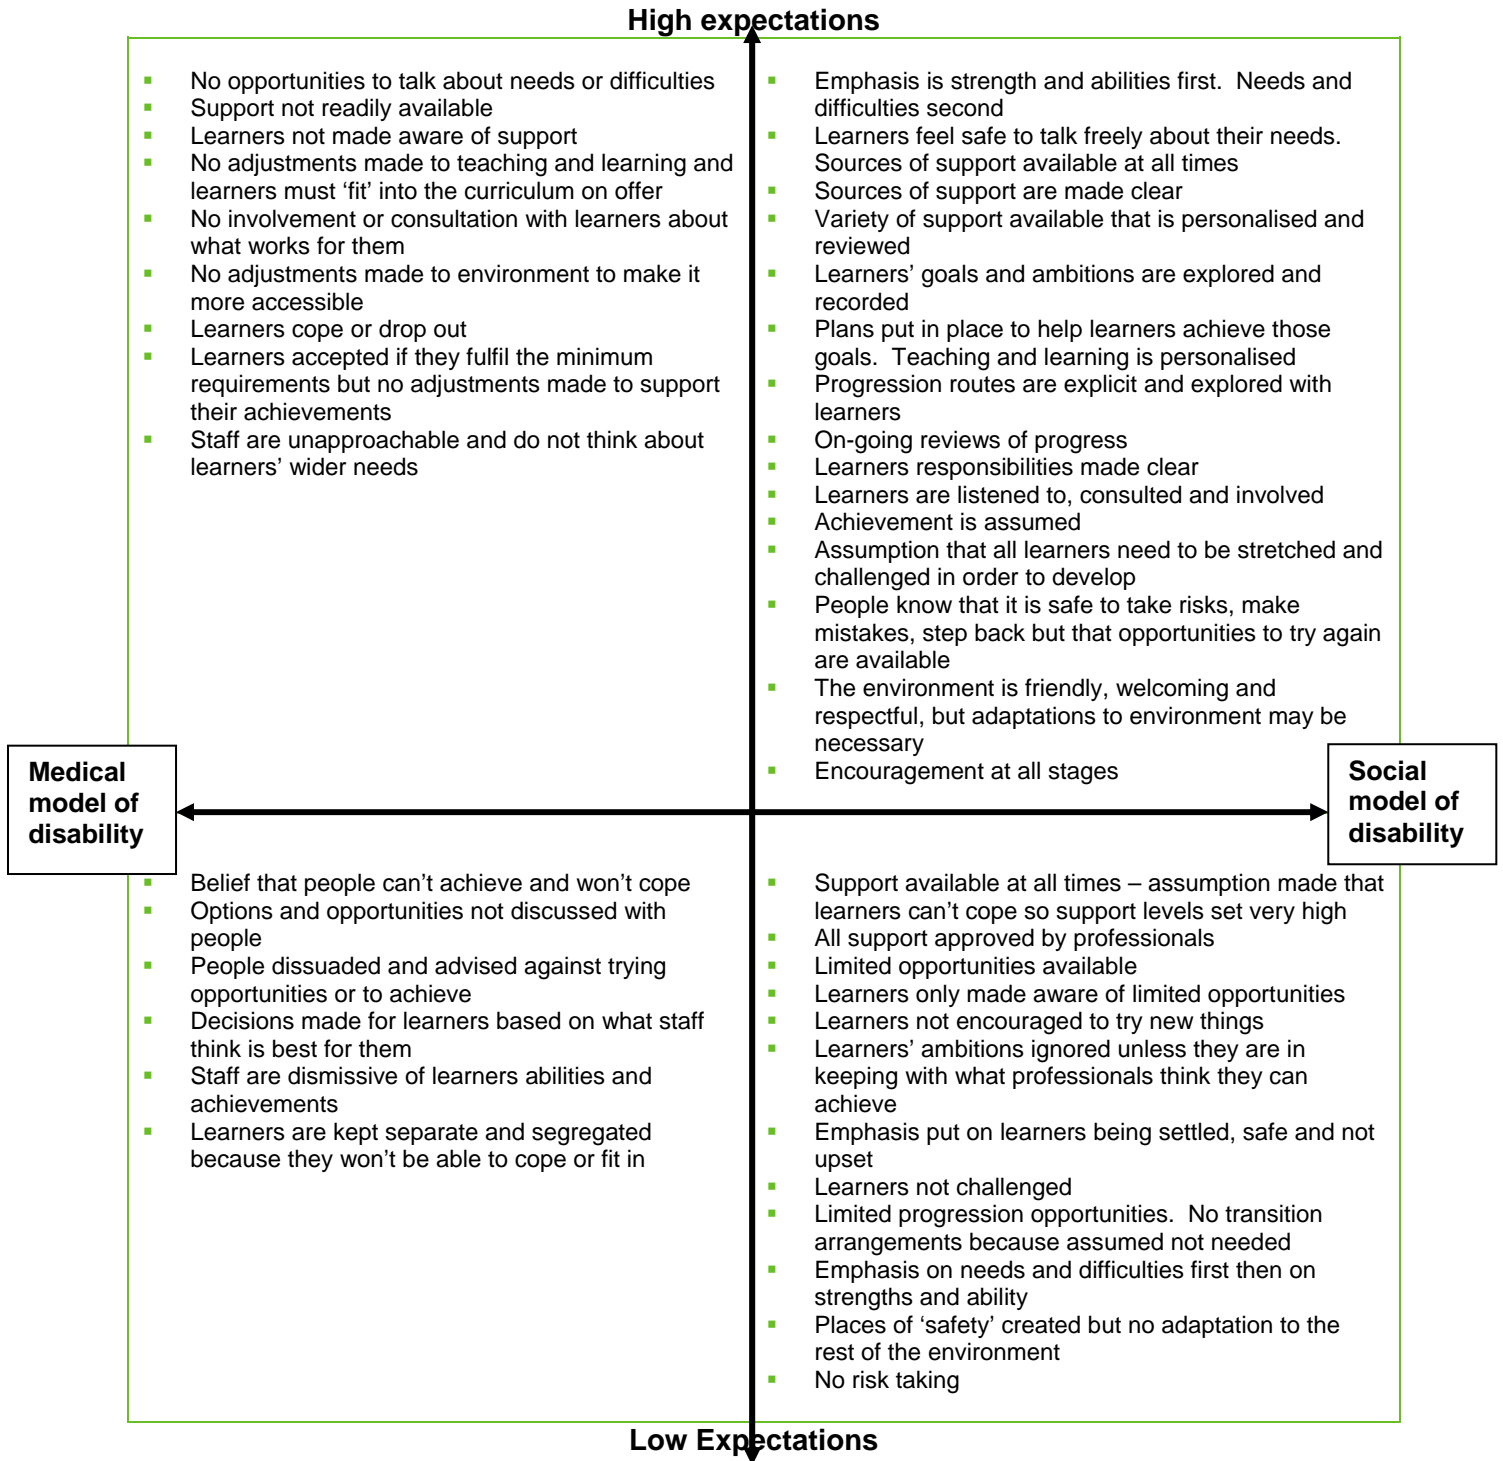 High expectations
▪ No opportunities to talk about needs or difficulties
▪ Support not readily available
▪ Learners not made aware of support
▪ No adjustments made to teaching and learning and
learners must ‘fit’ into the curriculum on offer
▪ No involvement or consultation with learners about
what works for them
▪ No adjustments made to environment to make it
more accessible
▪ Learners cope or drop out
▪ Learners accepted if they fulfil the minimum
requirements but no adjustments made to support
their achievements
▪ Staff are unapproachable and do not think about
learners’ wider needs
▪ Emphasis is strength and abilities first.  Needs and
difficulties second
▪ Learners feel safe to talk freely about their needs.
Sources of support available at all times
▪ Sources of support are made clear
▪ Variety of support available that is personalised and
reviewed
▪ Learners’ goals and ambitions are explored and
recorded
▪ Plans put in place to help learners achieve those
goals.  Teaching and learning is personalised
▪ Progression routes are explicit and explored with
learners
▪ On-going reviews of progress
▪ Learners responsibilities made clear
▪ Learners are listened to, consulted and involved
▪ Achievement is assumed
▪ Assumption that all learners need to be stretched and
challenged in order to develop
▪ People know that it is safe to take risks, make
mistakes, step back but that opportunities to try again
are available
▪ The environment is friendly, welcoming and
respectful, but adaptations to environment may be
necessary
▪ Encouragement at all stages
Medical
model of
disability
Social
model of
disability
▪ Belief that people can’t achieve and won’t cope
▪ Options and opportunities not discussed with
people
▪ People dissuaded and advised against trying
opportunities or to achieve
▪ Decisions made for learners based on what staff
think is best for them
▪ Staff are dismissive of learners abilities and
achievements
▪ Learners are kept separate and segregated
because they won’t be able to cope or fit in
▪ Support available at all times – assumption made that
learners can’t cope so support levels set very high
▪ All support approved by professionals
▪ Limited opportunities available
▪ Learners only made aware of limited opportunities
▪ Learners not encouraged to try new things
▪ Learners’ ambitions ignored unless they are in
keeping with what professionals think they can
achieve
▪ Emphasis put on learners being settled, safe and not
upset
▪ Learners not challenged
▪ Limited progression opportunities.  No transition
arrangements because assumed not needed
▪ Emphasis on needs and difficulties first then on
strengths and ability
▪ Places of ‘safety’ created but no adaptation to the
rest of the environment
▪ No risk taking
Low Expectations